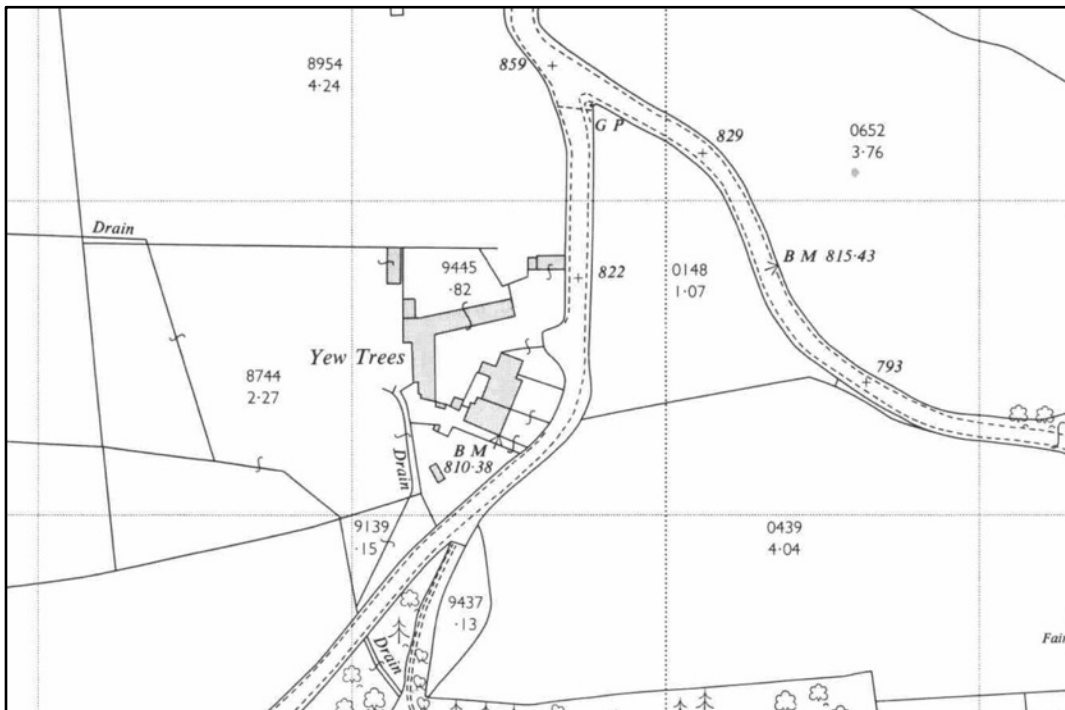 859
8954
4·24
G P
829
0652
3·76
Drain
B M 815·43
9445
·82
822
0148
1·07
Yew Trees
8744
2·27
793
B M
810·38
Drain
9139
·15
0439
4·04
9437
·13
Drain
Fair